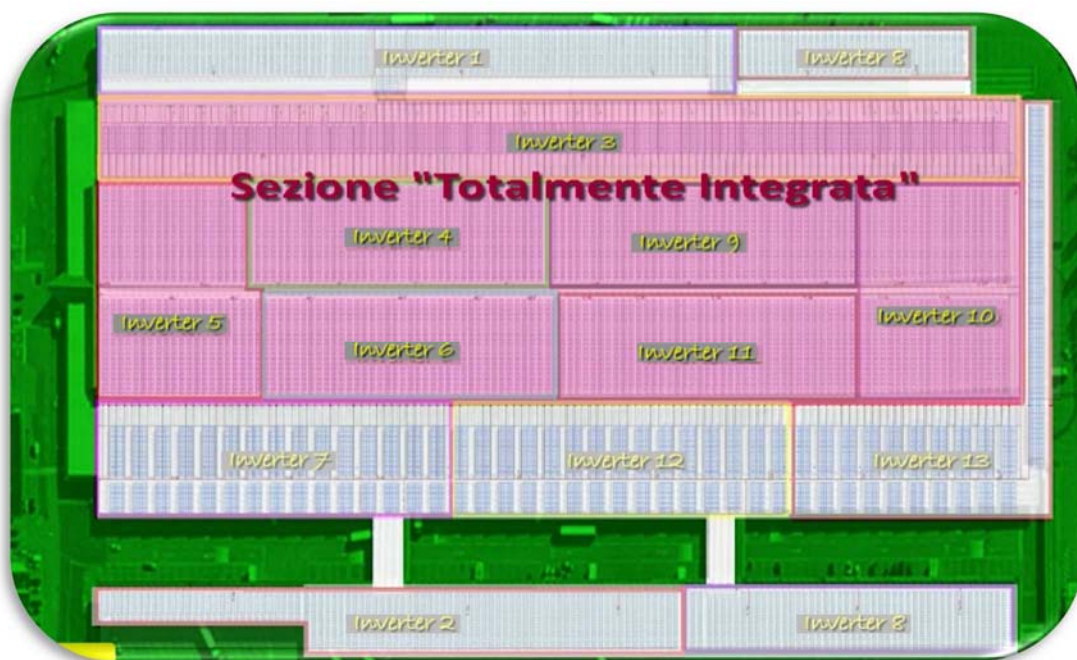 Inverter 1
Inverter 8
Inverter 3
Sezione "Totalmente Integrata"
Inverter 4
Inverter 9
Inverter 5
Inverter 10
Inverter 6
Inverter 11
Inverter 7
Inverter 12
Inverter 13
Inverter 2
Inverter 8